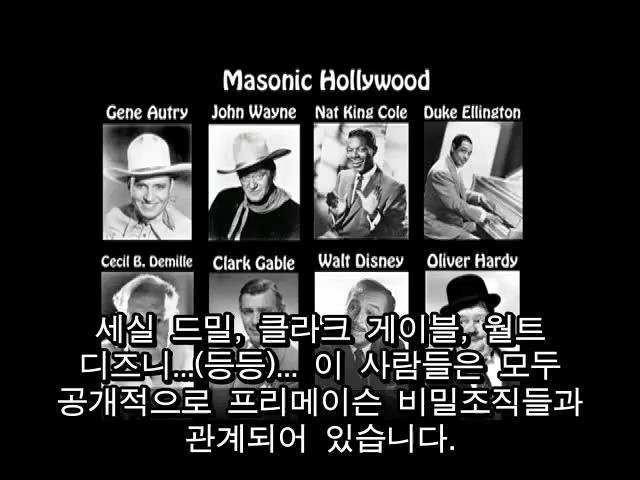 Masonic Hollywood
Gene Autry John Wayne Nat King Cole Duke Ellington
Cecil B. Demille Clark Gable Walt Disney Oliver Hardy
세실 드밀, 클라크 게이블, 월트
디즈니...(등등)... 이 사람들은 모두
공개적으로 프리메이슨 비밀조직들과
관계되어 있습니다.